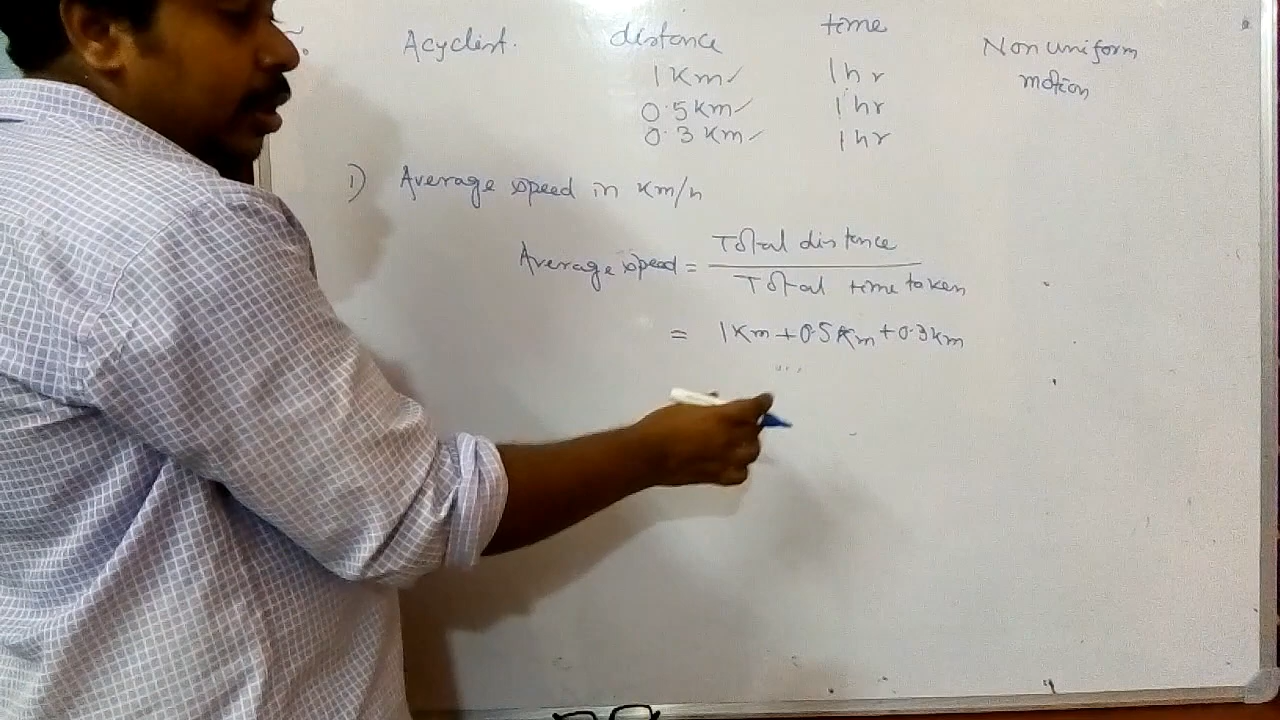 Acyclist. distance time Non uniform
motion
1 Km 1 hr
0.5 km 1 hr
0.3 km 1 hr
1) Average speed in Km/h
Average speed = Total distance
Total time taken
= 1 Km + 0.5 Km + 0.3 km